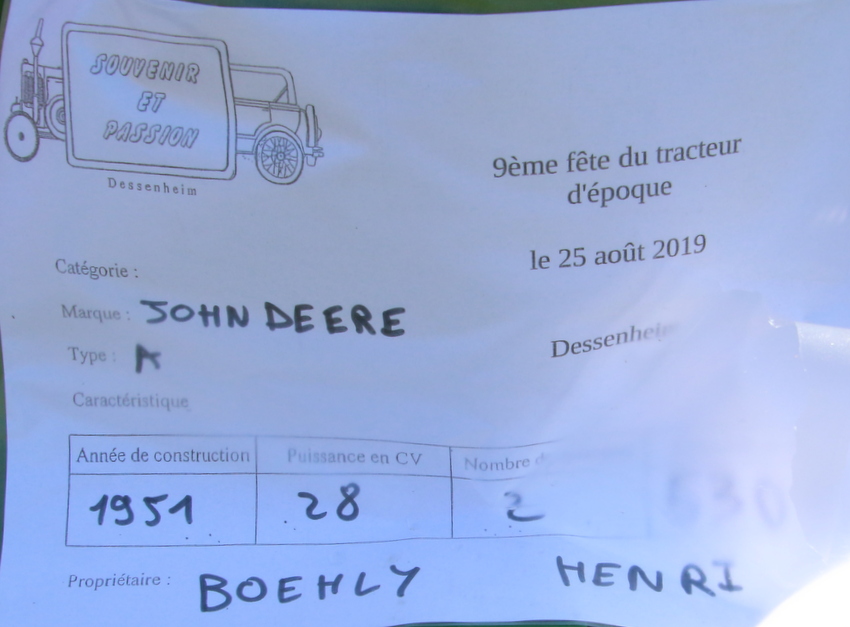 SOUVENIR
ET
PASSION
Dessenheim
9ème fête du tracteur
d'époque
le 25 août 2019
Catégorie :
Marque : JOHN DEERE
Type : A
Dessenheim
Caractéristique
Année de construction Puissance en CV Nombre
1951 28 2
Propriétaire : BOEHLY HENRI